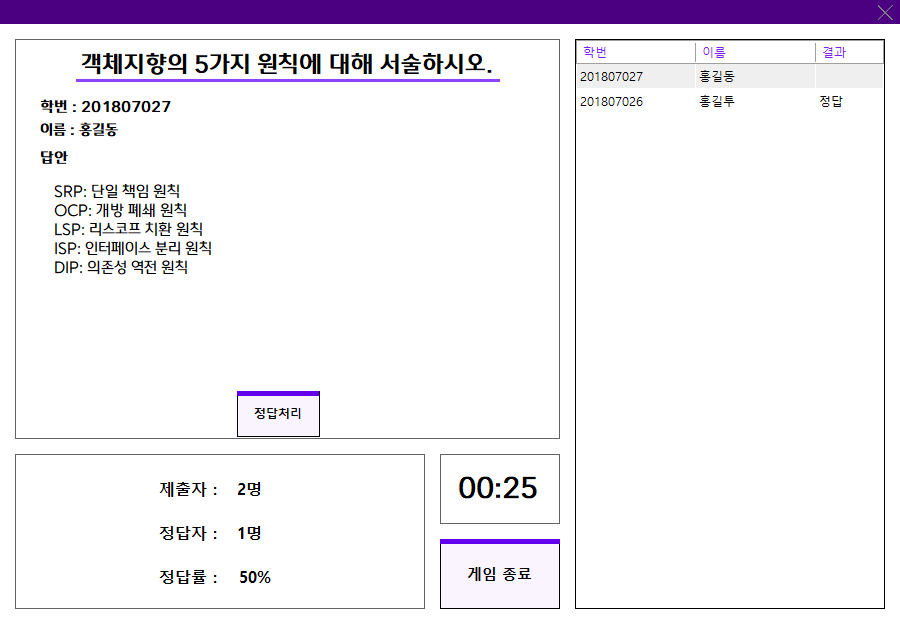 객체지향의 5가지 원칙에 대해 서술하시오.
학번 : 201807027
이름 : 홍길동
답안
SRP: 단일 책임 원칙
OCP: 개방 폐쇄 원칙
LSP: 리스코프 치환 원칙
ISP: 인터페이스 분리 원칙
DIP: 의존성 역전 원칙
정답처리
제출자 : 2명
정답자 : 1명
정답률 : 50%
00:25
게임 종료
학번 이름 결과
201807027 홍길동
201807026 홍길투 정답